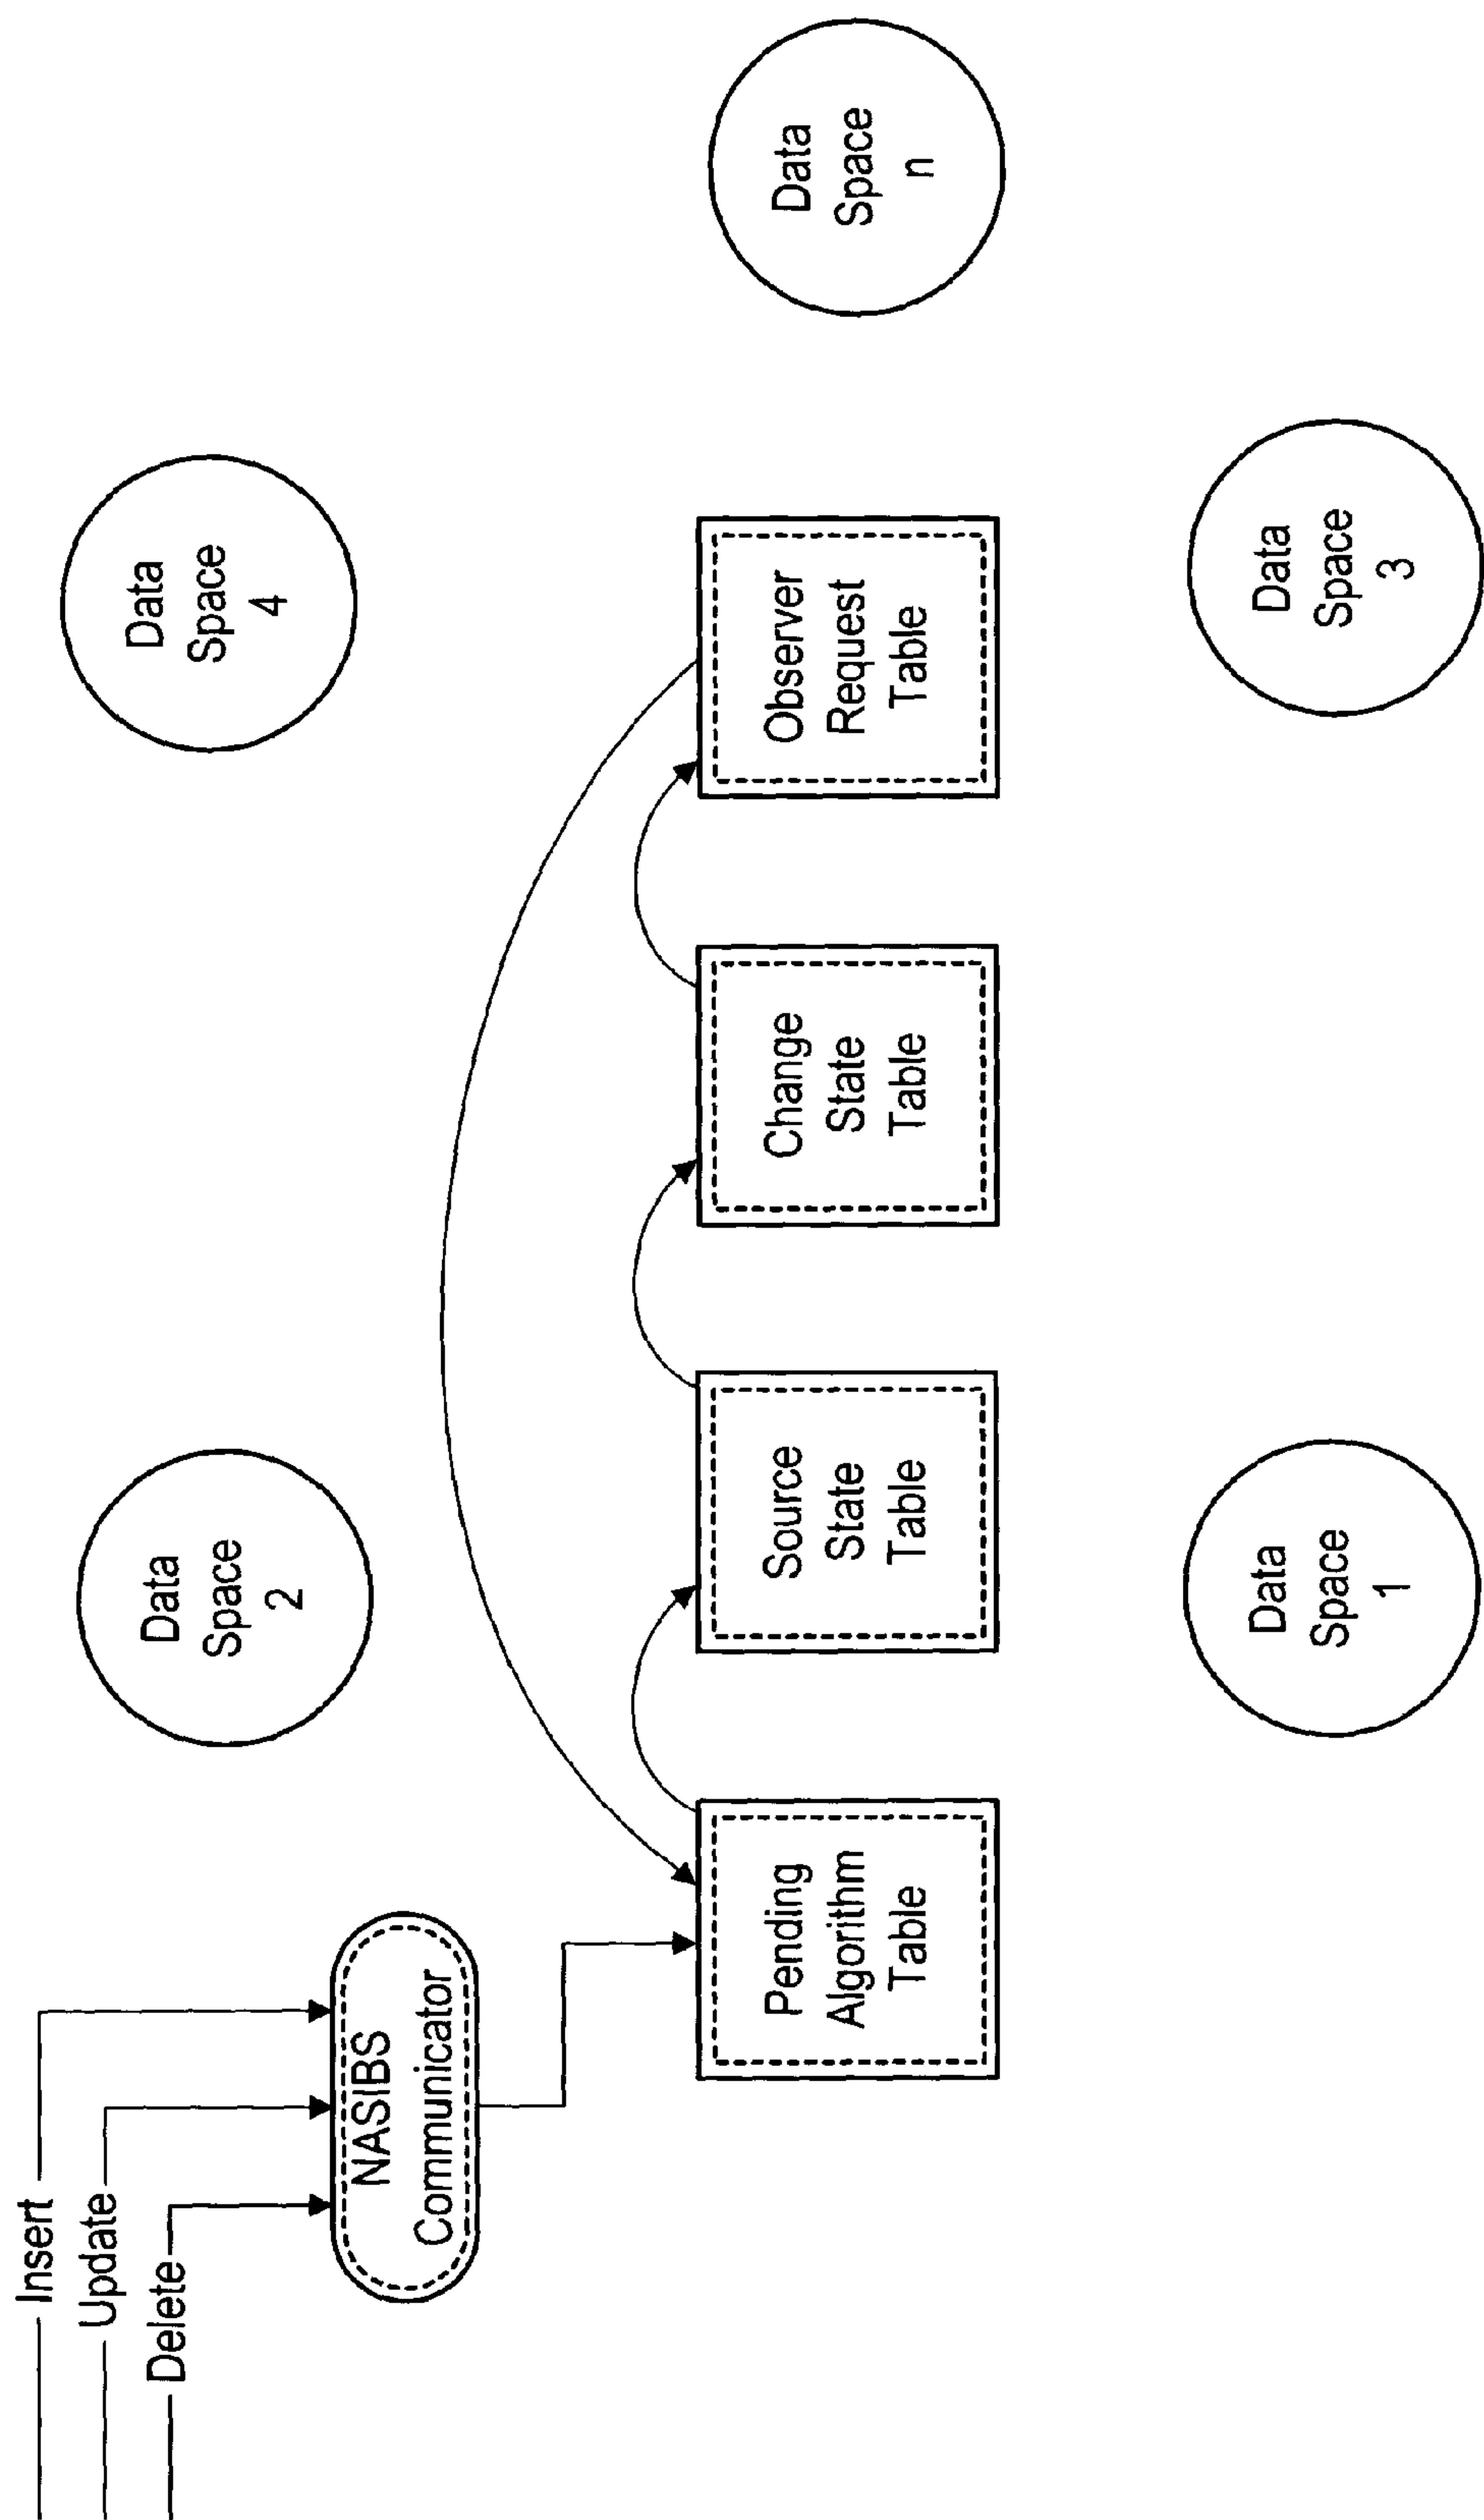 Insert
Update
Delete
NASIBS
Communicator
Data
Space
2
Data
Space
4
Pending
Algorithm
Table
Source
State
Table
Change
State
Table
Observer
Request
Table
Data
Space
n
Data
Space
1
Data
Space
3